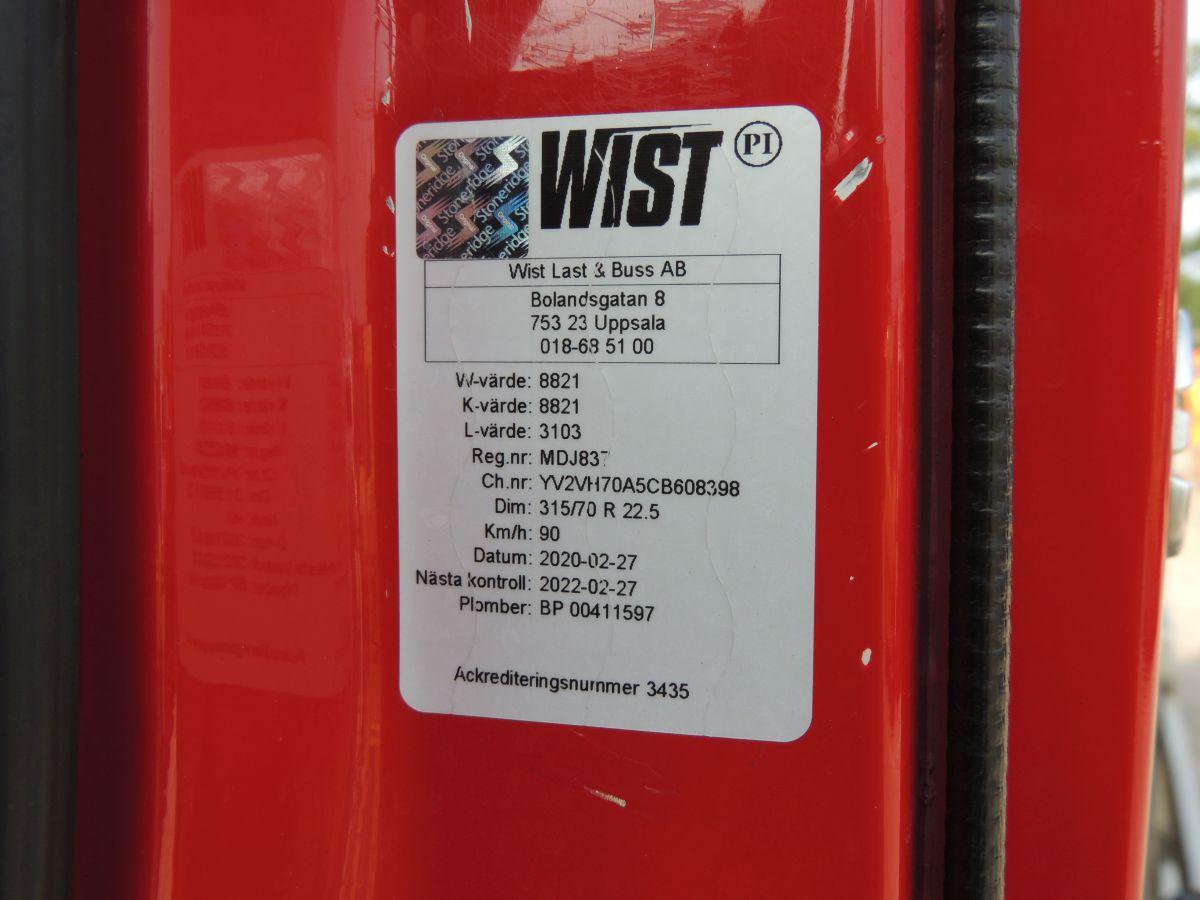 WIST PI
Stoneridge
Wist Last & Buss AB
Bolandsgatan 8
753 23 Uppsala
018-68 51 00
W-värde: 8821
K-värde: 8821
L-värde: 3103
Reg.nr: MDJ837
Ch.nr: YV2VH70A5CB608398
Dim: 315/70 R 22.5
Km/h: 90
Datum: 2020-02-27
Nästa kontroll: 2022-02-27
Plomber: BP 00411597
Ackrediteringsnummer 3435